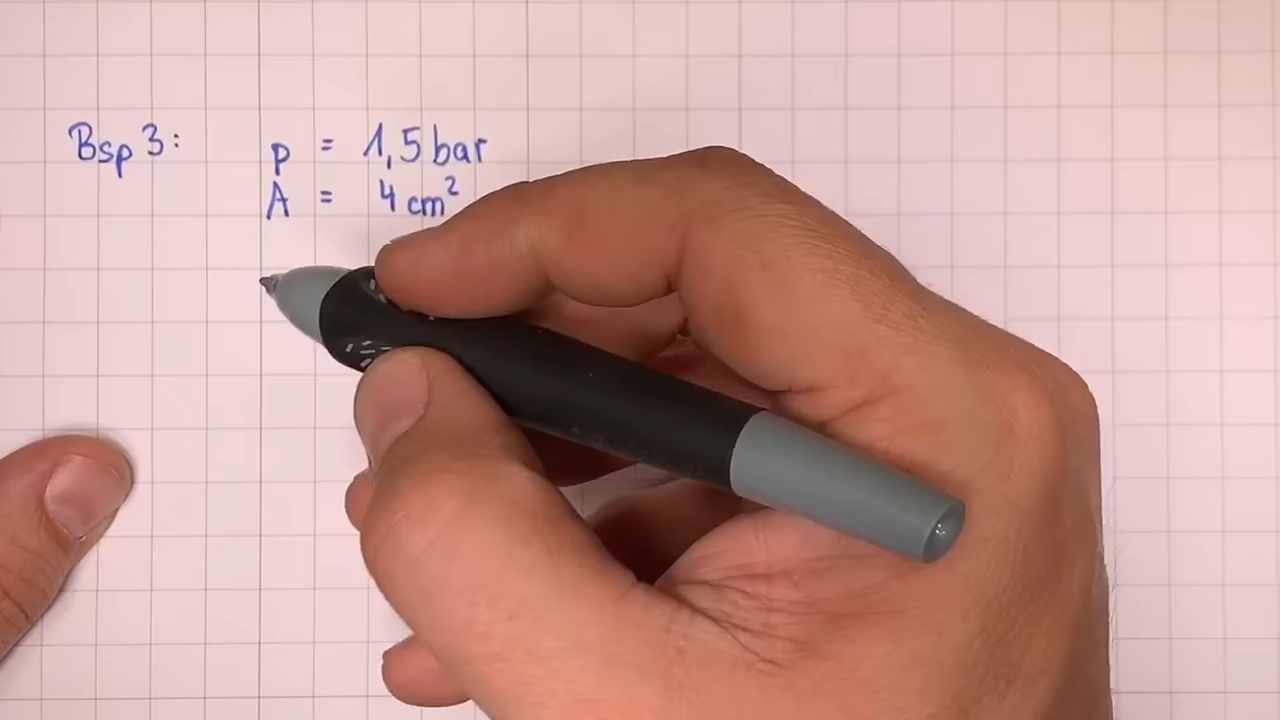 Bsp 3: p = 1,5 bar
A = 4 cm²